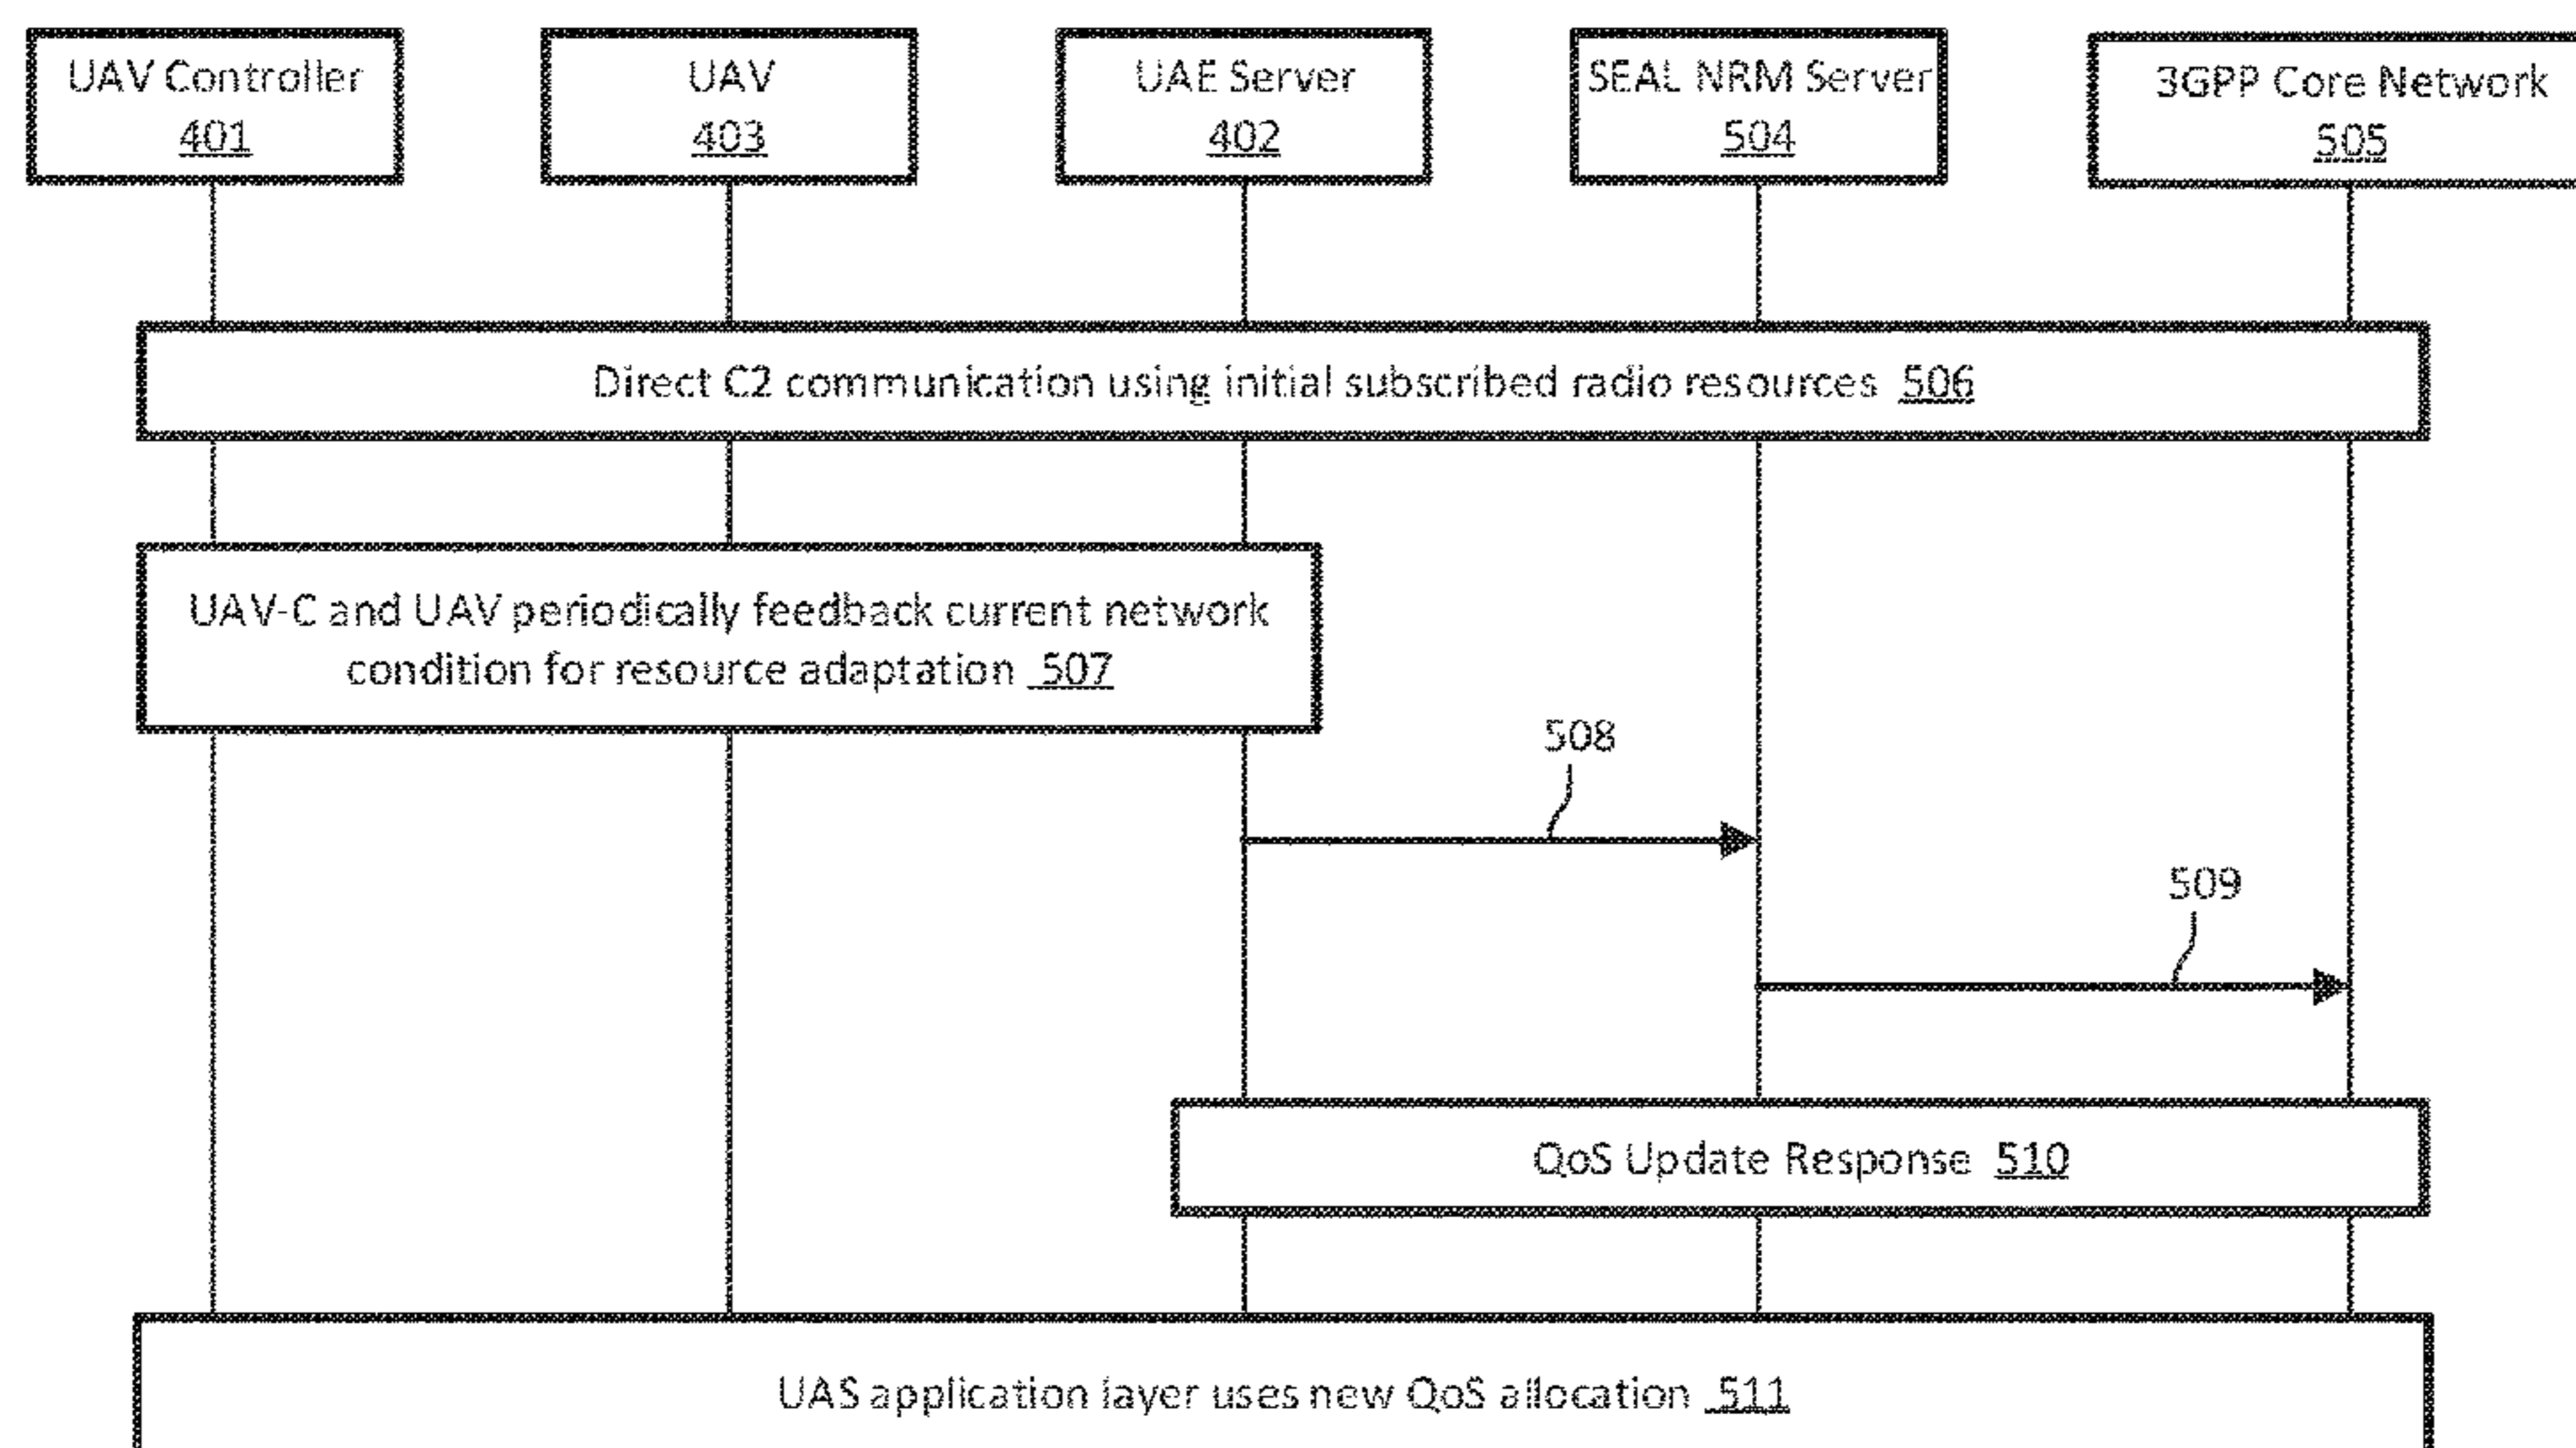 UAV Controller
401
UAV
403
UAE Server
402
SEAL NRM Server
504
3GPP Core Network
505
Direct C2 communication using initial subscribed radio resources 506
UAV-C and UAV periodically feedback current network
condition for resource adaptation 507
508
509
QoS Update Response 510
UAS application layer uses new QoS allocation 511